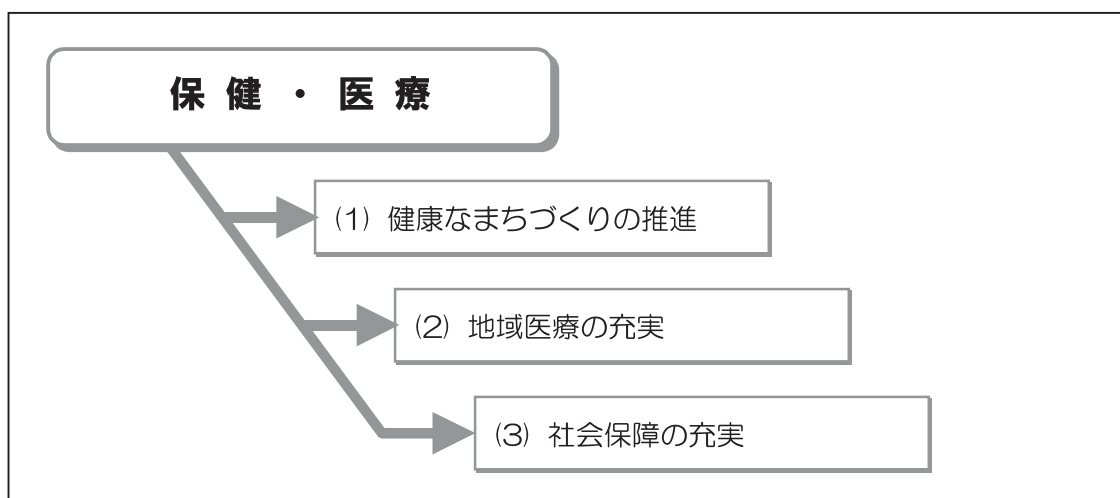 保健・医療
(1) 健康なまちづくりの推進
(2) 地域医療の充実
(3) 社会保障の充実